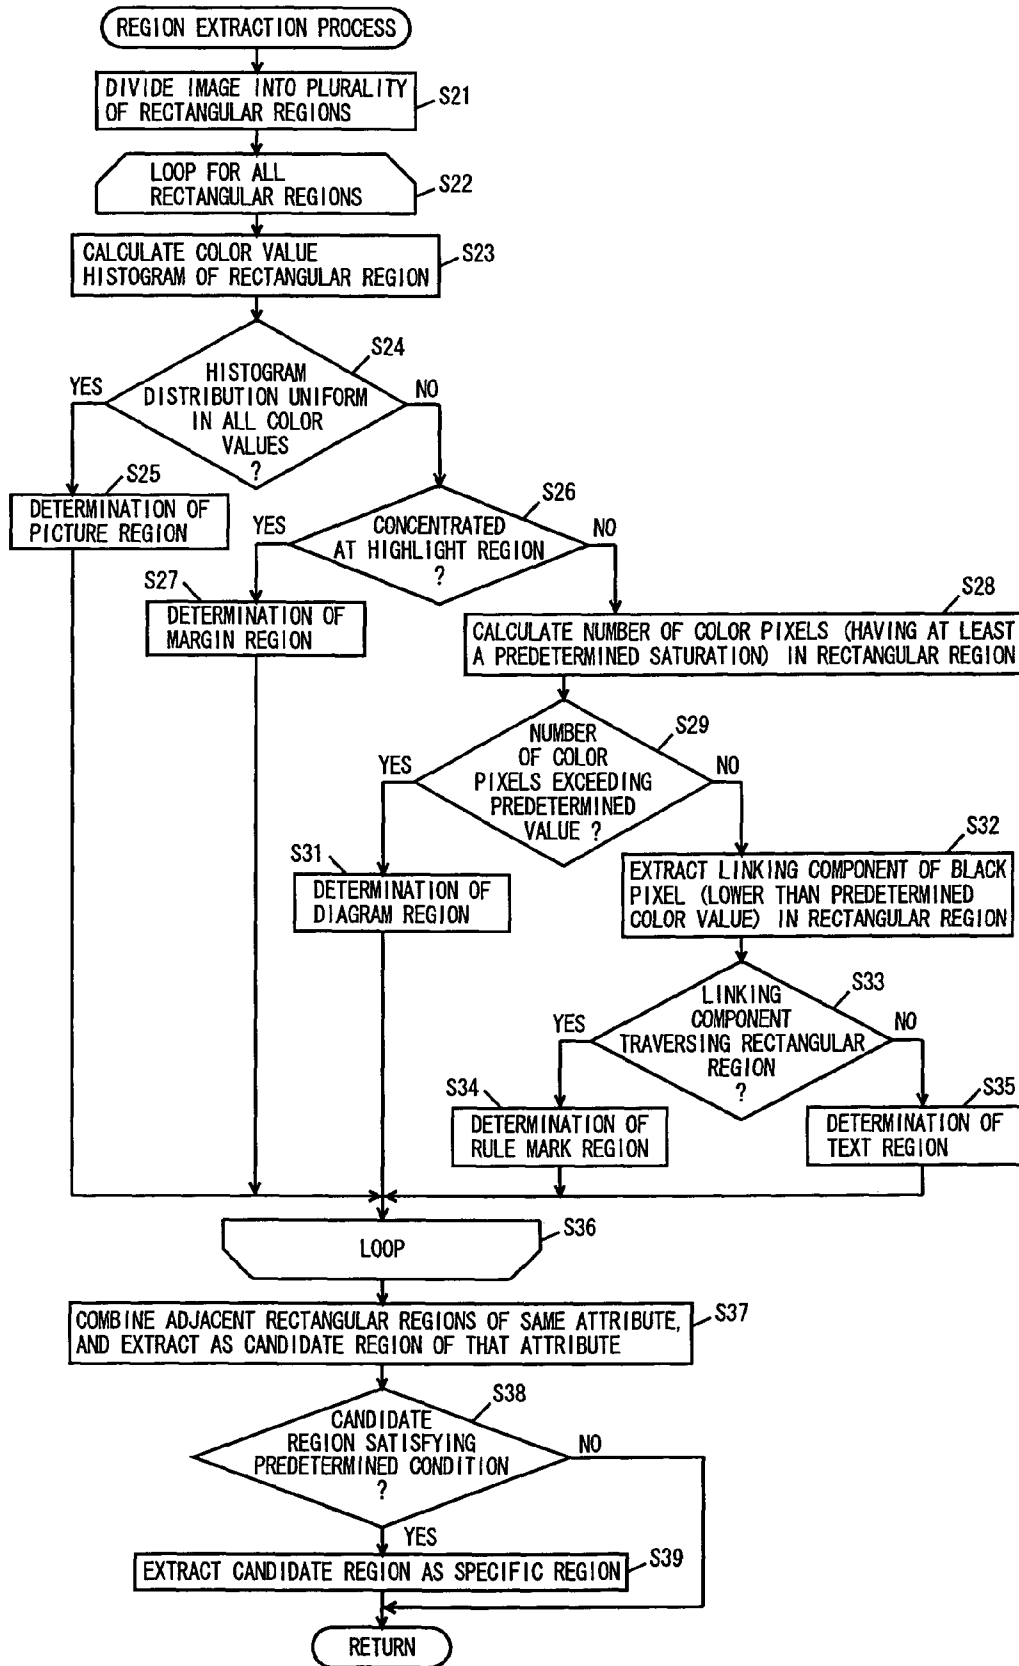 REGION EXTRACTION PROCESS
DIVIDE IMAGE INTO PLURALITY
OF RECTANGULAR REGIONS
S21
LOOP FOR ALL
RECTANGULAR REGIONS
S22
CALCULATE COLOR VALUE
HISTOGRAM OF RECTANGULAR REGION
S23
S24
HISTOGRAM
DISTRIBUTION UNIFORM
IN ALL COLOR
VALUES
?
YES
NO
S25
DETERMINATION OF
PICTURE REGION
S26
CONCENTRATED
AT HIGHLIGHT REGION
?
YES
NO
S27
DETERMINATION OF
MARGIN REGION
S28
CALCULATE NUMBER OF COLOR PIXELS (HAVING AT LEAST
A PREDETERMINED SATURATION) IN RECTANGULAR REGION
S29
NUMBER
OF COLOR
PIXELS EXCEEDING
PREDETERMINED
VALUE ?
YES
NO
S31
DETERMINATION OF
DIAGRAM REGION
S32
EXTRACT LINKING COMPONENT OF BLACK
PIXEL (LOWER THAN PREDETERMINED
COLOR VALUE) IN RECTANGULAR REGION
S33
LINKING
COMPONENT
TRAVERSING RECTANGULAR
REGION
?
YES
NO
S34
DETERMINATION OF
RULE MARK REGION
S35
DETERMINATION OF
TEXT REGION
LOOP
S36
COMBINE ADJACENT RECTANGULAR REGIONS OF SAME ATTRIBUTE,
AND EXTRACT AS CANDIDATE REGION OF THAT ATTRIBUTE
S37
S38
CANDIDATE
REGION SATISFYING
PREDETERMINED CONDITION
?
NO
YES
EXTRACT CANDIDATE REGION AS SPECIFIC REGION
S39
RETURN